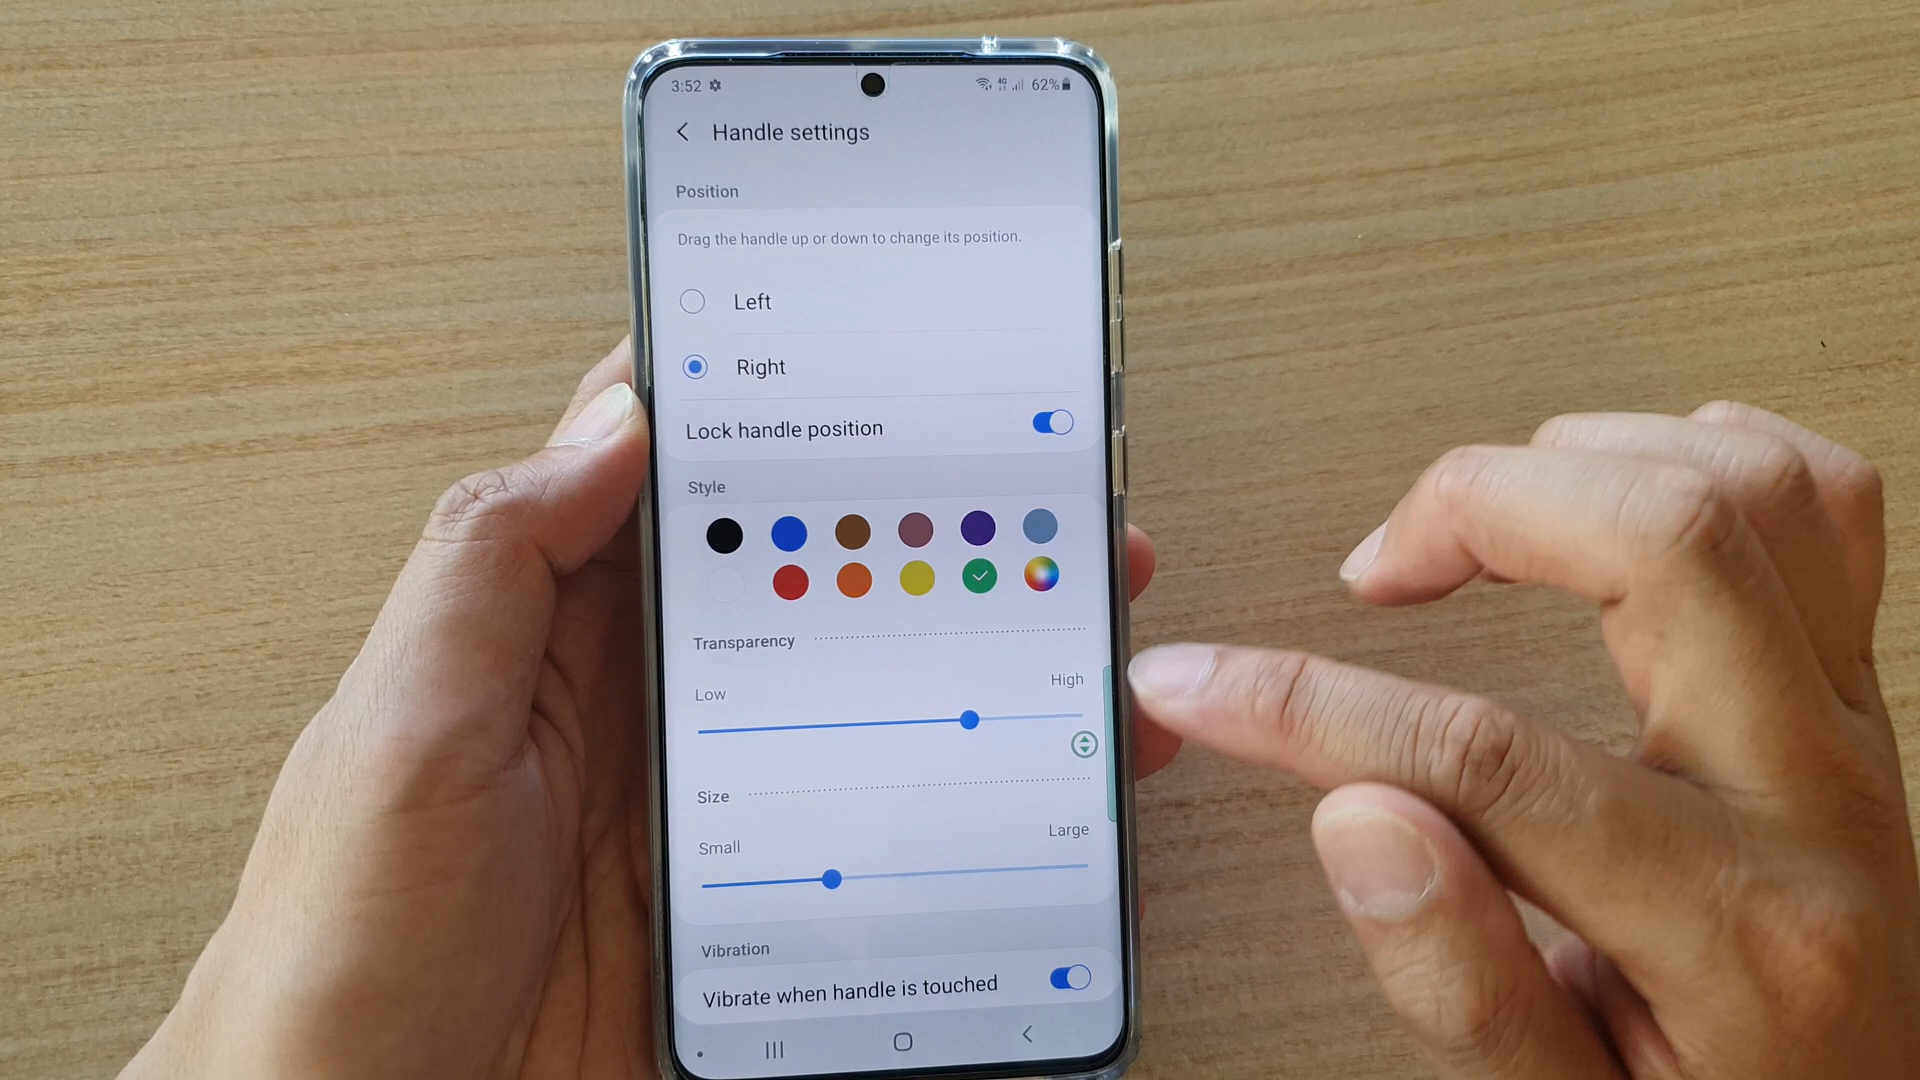 3:52 4G 62%
Handle settings
Position
Drag the handle up or down to change its position.
Left
Right
Lock handle position
Style
Transparency
Low High
Size
Small Large
Vibration
Vibrate when handle is touched